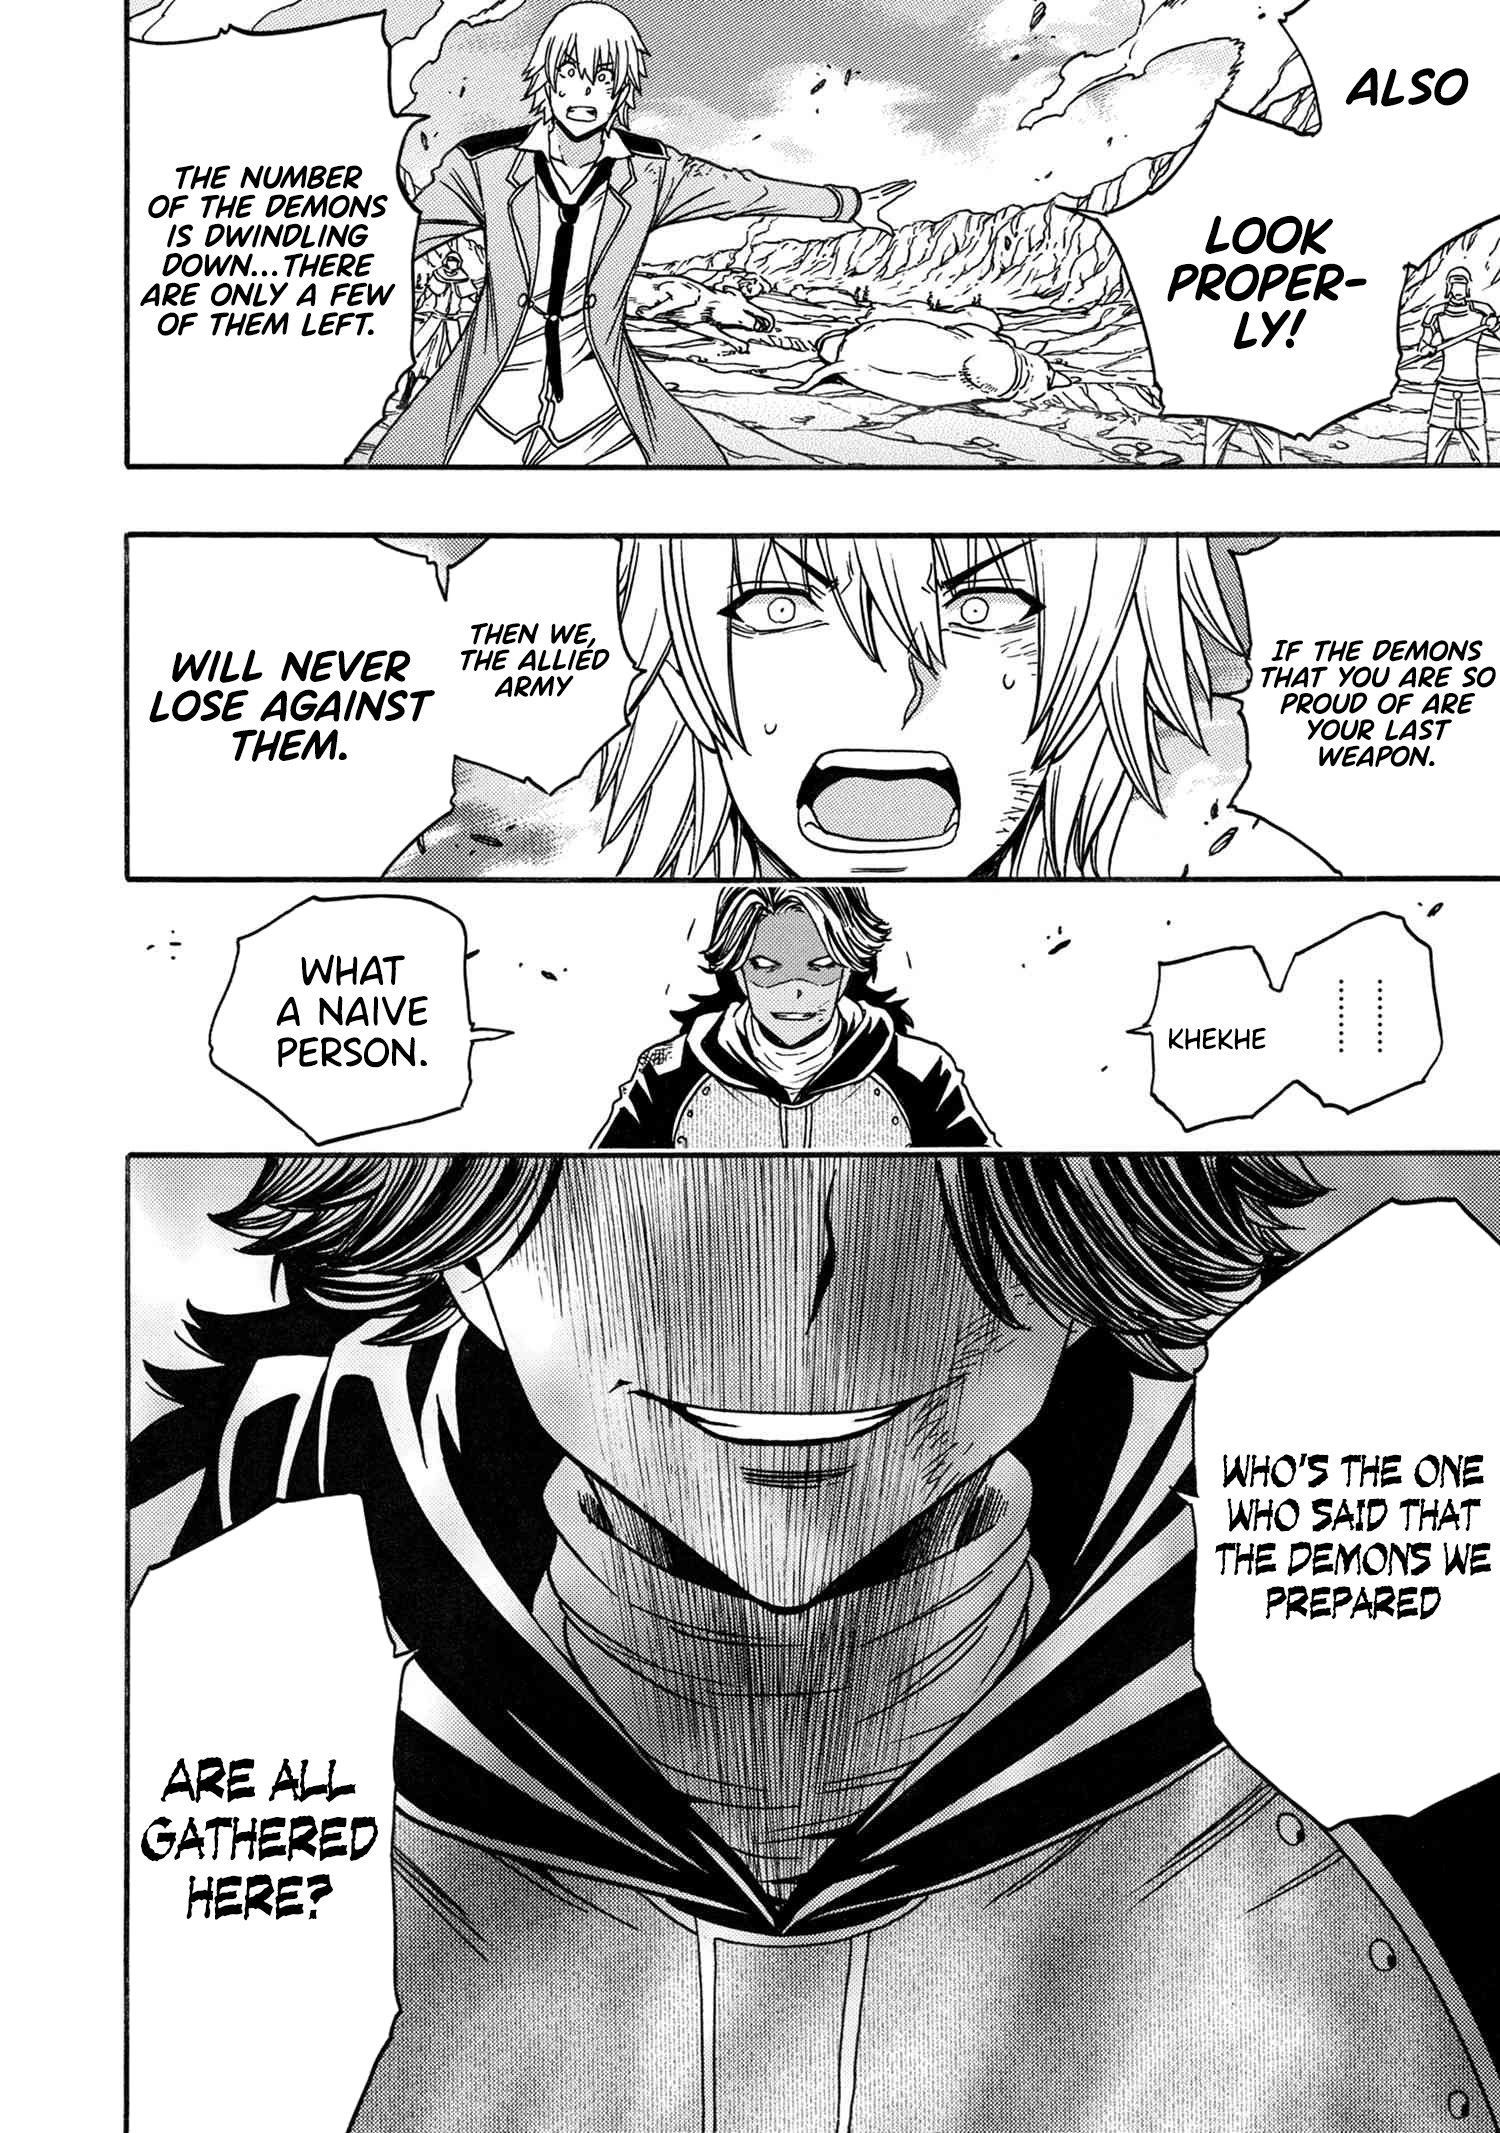 ALSO
LOOK
PROPER-
LY!
THE NUMBER
OF THE DEMONS
IS DWINDLING
DOWN...THERE
ARE ONLY A FEW
OF THEM LEFT.
IF THE DEMONS
THAT YOU ARE SO
PROUD OF ARE
YOUR LAST
WEAPON.
THEN WE,
THE ALLIED
ARMY
WILL NEVER
LOSE AGAINST
THEM.
............
KHEKHE
WHAT
A NAIVE
PERSON.
WHO'S THE ONE
WHO SAID THAT
THE DEMONS WE
PREPARED
ARE ALL
GATHERED
HERE?